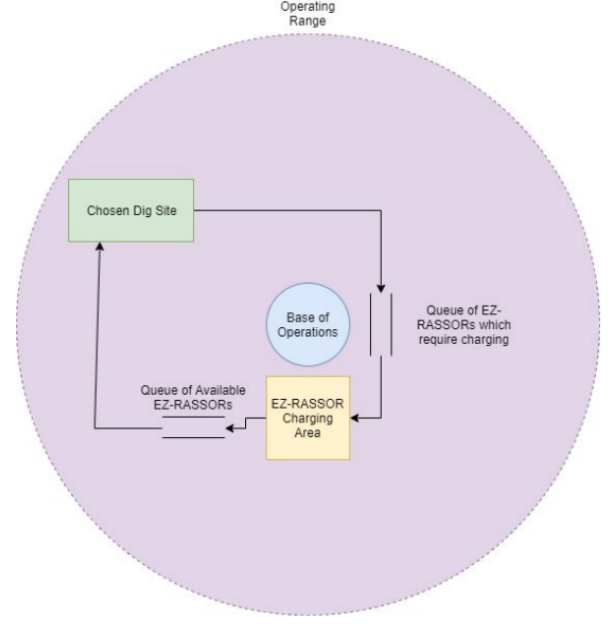 Operating
Range
Chosen Dig Site
Base of
Operations
Queue of EZ-
RASSORs which
require charging
Queue of Available
EZ-RASSORs
EZ-RASSOR
Charging
Area